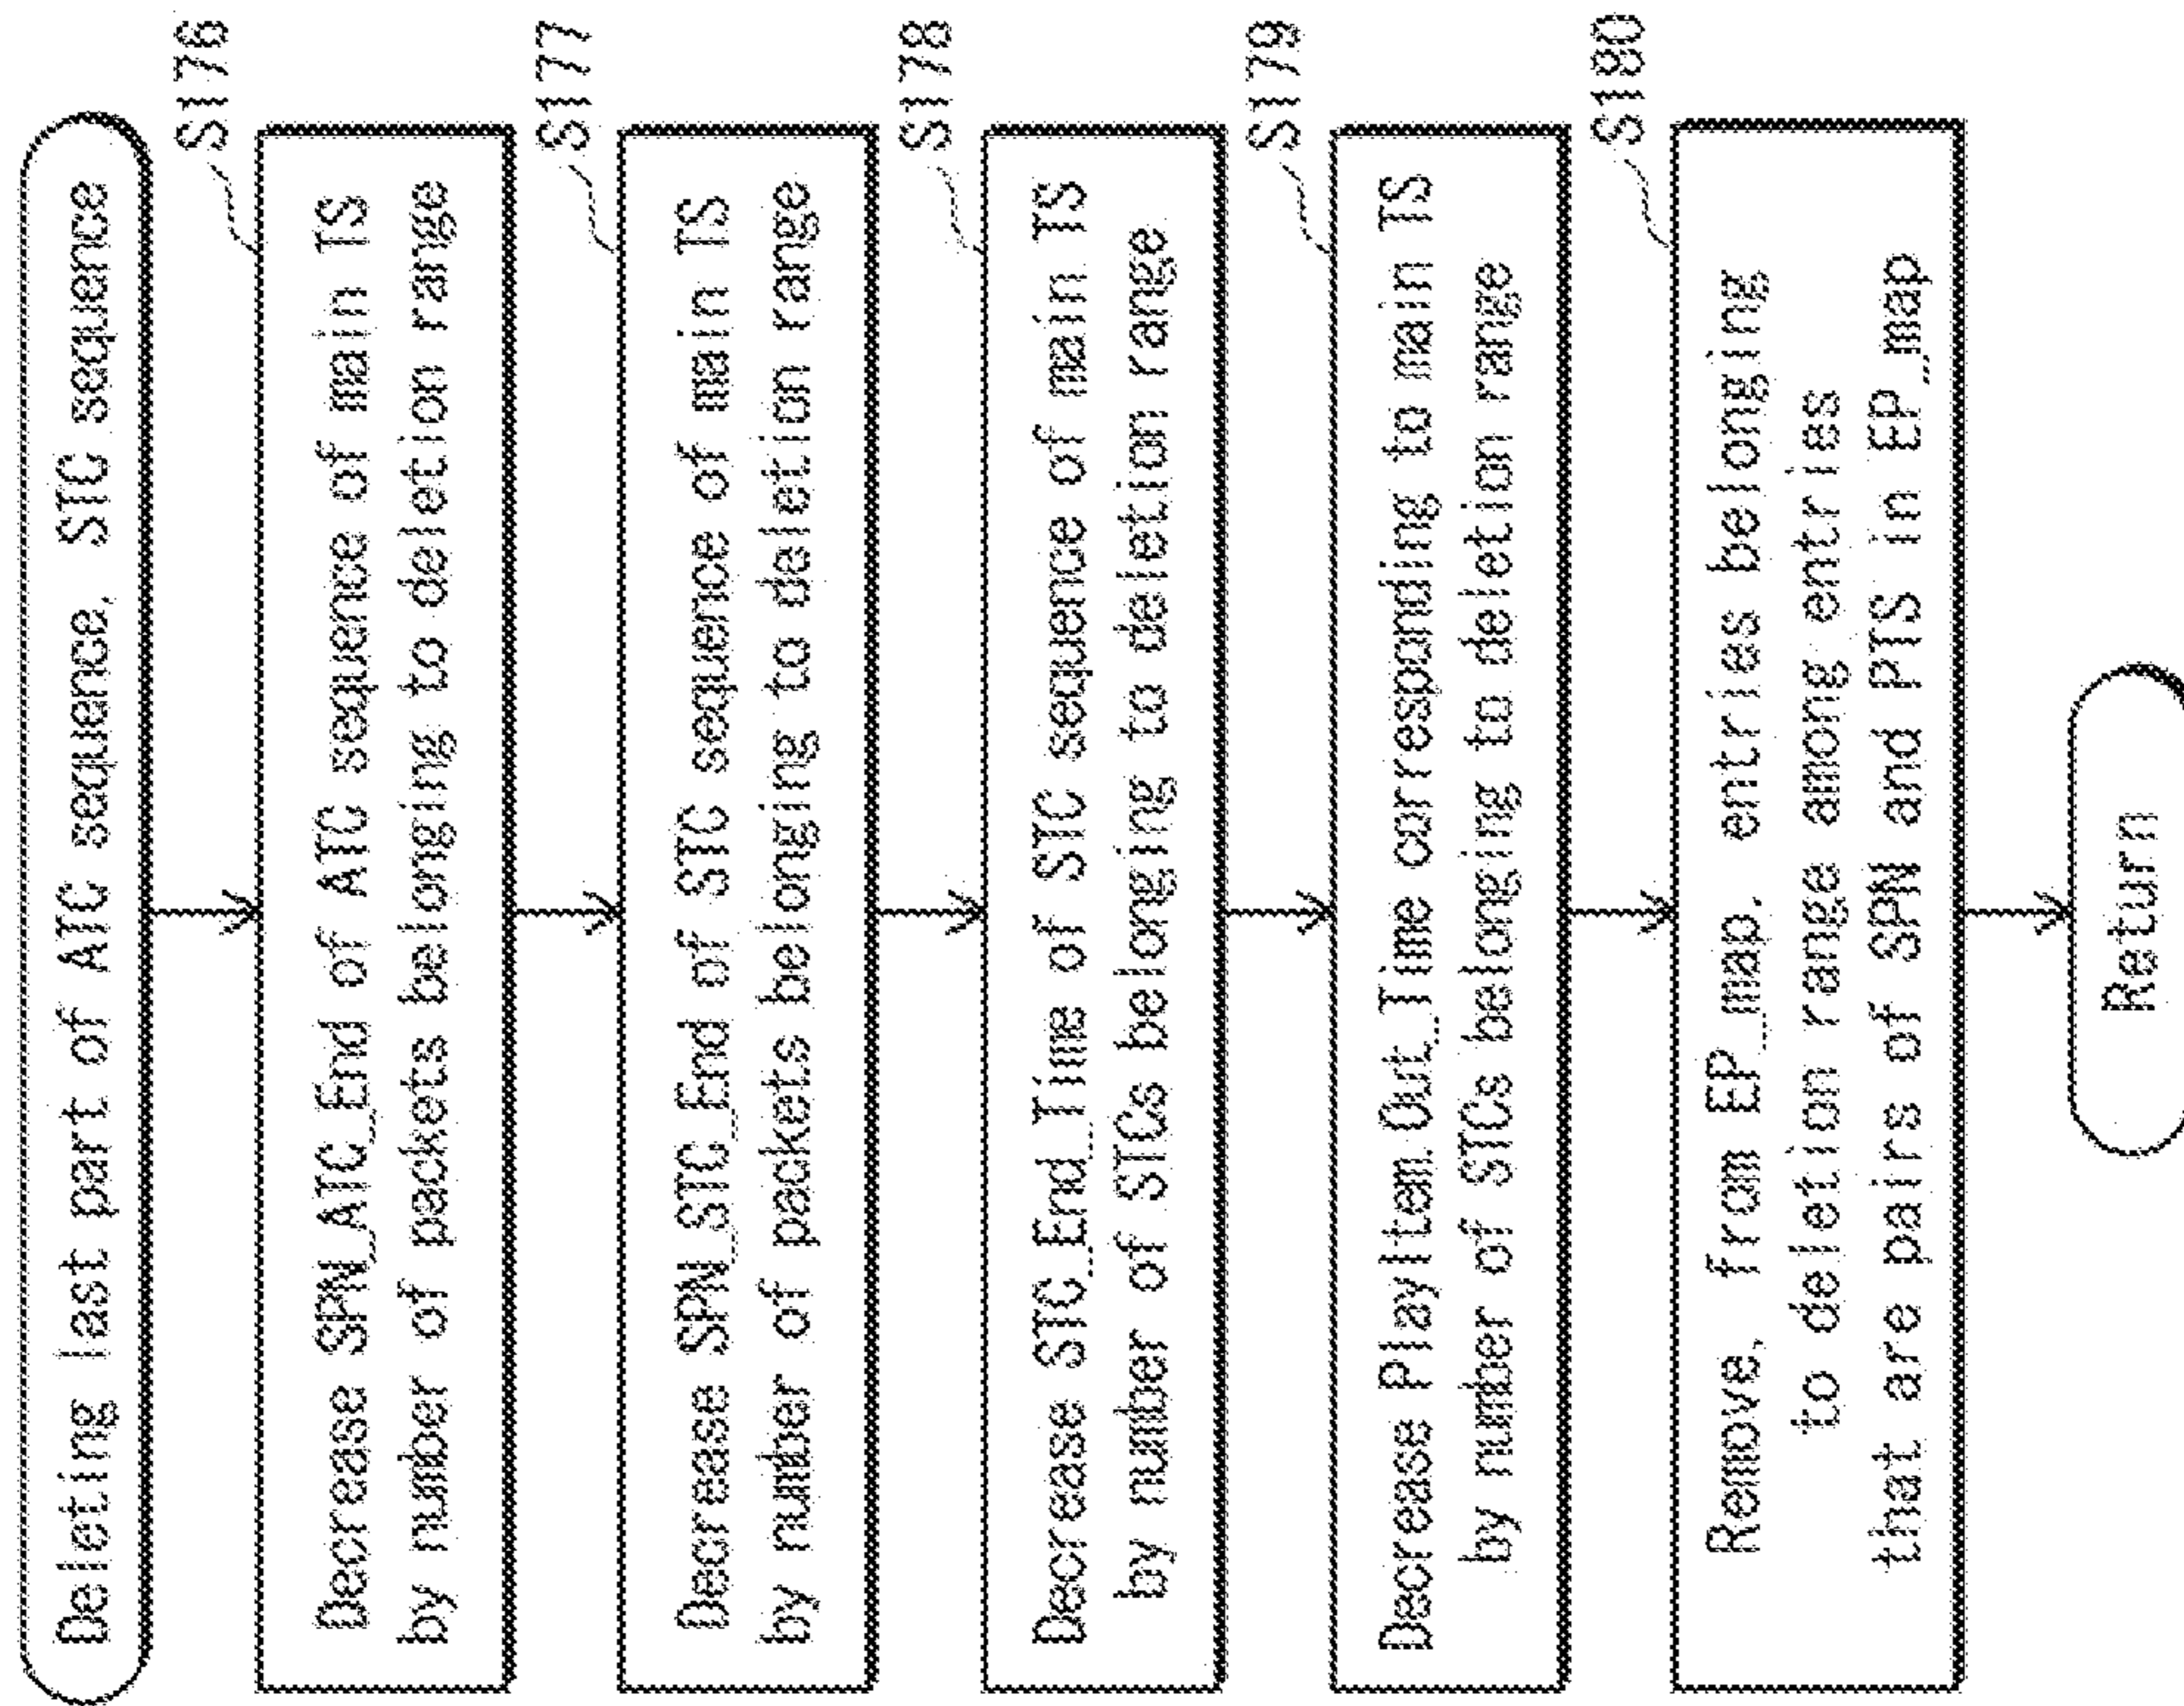 Deleting last part of ATC sequence, STC sequence
S176
Decrease SPN_ATC_End of ATC sequence of main TS
by number of packets belonging to deletion range
S177
Decrease SPN_STC_End of STC sequence of main TS
by number of packets belonging to deletion range
S178
Decrease STC_End_Time of STC sequence of main TS
by number of STCs belonging to deletion range
S179
Decrease PlayItem.Out_Time corresponding to main TS
by number of STCs belonging to deletion range
S180
Remove, from EP_map, entries belonging
to deletion range among entries
that are pairs of SPN and PTS in EP_map
Return